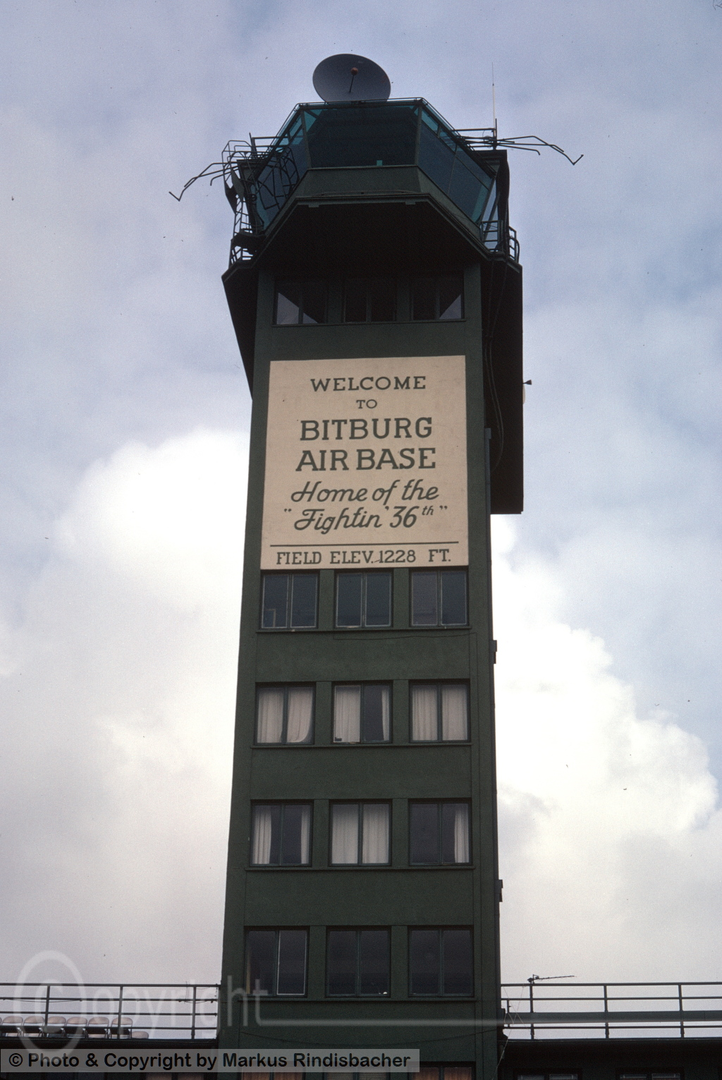 WELCOME
TO
BITBURG
AIR BASE
Home of the
"Fightin' 36th"
FIELD ELEV. 1228 FT.
Copyright
© Photo & Copyright by Markus Rindisbacher